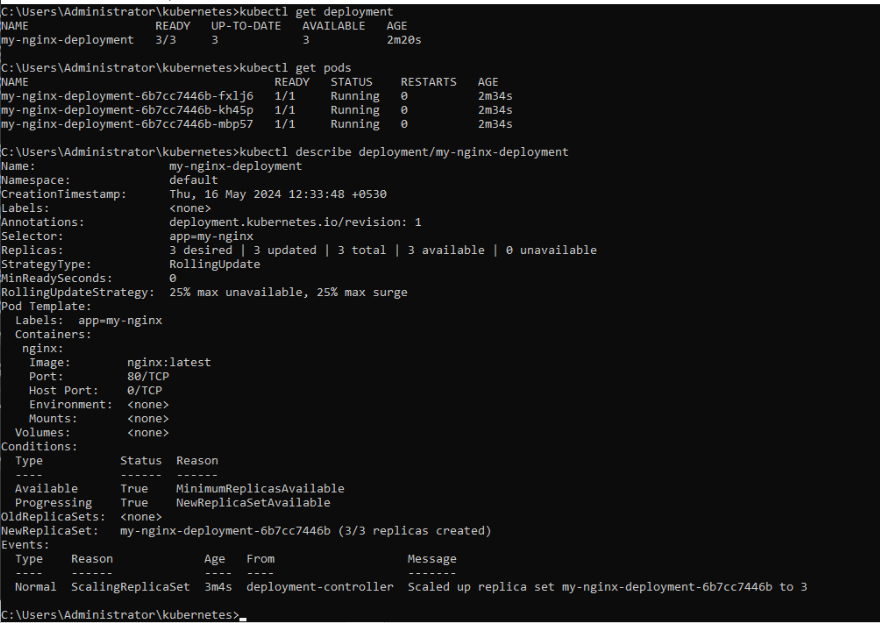 C:\Users\Administrator\kubernetes>kubectl get deployment
NAME                  READY   UP-TO-DATE   AVAILABLE   AGE
my-nginx-deployment   3/3     3            3           2m20s
C:\Users\Administrator\kubernetes>kubectl get pods
NAME                                   READY   STATUS    RESTARTS   AGE
my-nginx-deployment-6b7cc7446b-fxlj6   1/1     Running   0          2m34s
my-nginx-deployment-6b7cc7446b-kh45p   1/1     Running   0          2m34s
my-nginx-deployment-6b7cc7446b-mbp57   1/1     Running   0          2m34s
C:\Users\Administrator\kubernetes>kubectl describe deployment/my-nginx-deployment
Name:                   my-nginx-deployment
Namespace:              default
CreationTimestamp:      Thu, 16 May 2024 12:33:48 +0530
Labels:                 <none>
Annotations:            deployment.kubernetes.io/revision: 1
Selector:               app=my-nginx
Replicas:               3 desired | 3 updated | 3 total | 3 available | 0 unavailable
StrategyType:           RollingUpdate
MinReadySeconds:        0
RollingUpdateStrategy:  25% max unavailable, 25% max surge
Pod Template:
  Labels:  app=my-nginx
  Containers:
   nginx:
    Image:        nginx:latest
    Port:         80/TCP
    Host Port:    0/TCP
    Environment:  <none>
    Mounts:       <none>
  Volumes:        <none>
Conditions:
  Type           Status  Reason
  ----           ------  ------
  Available      True    MinimumReplicasAvailable
  Progressing    True    NewReplicaSetAvailable
OldReplicaSets:  <none>
NewReplicaSet:   my-nginx-deployment-6b7cc7446b (3/3 replicas created)
Events:
  Type    Reason             Age   From                   Message
  ----    ------             ----  ----                   -------
  Normal  ScalingReplicaSet  3m4s  deployment-controller  Scaled up replica set my-nginx-deployment-6b7cc7446b to 3
C:\Users\Administrator\kubernetes>